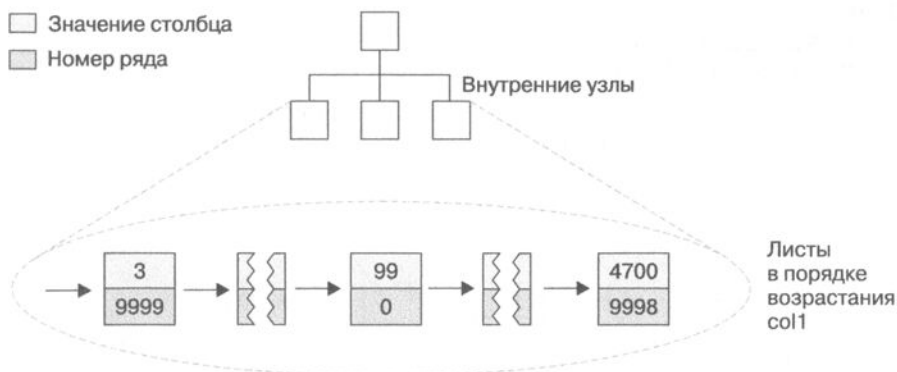 Значение столбца
Номер ряда
Внутренние узлы
3
9999
99
0
4700
9998
Листы
в порядке
возрастания
col1